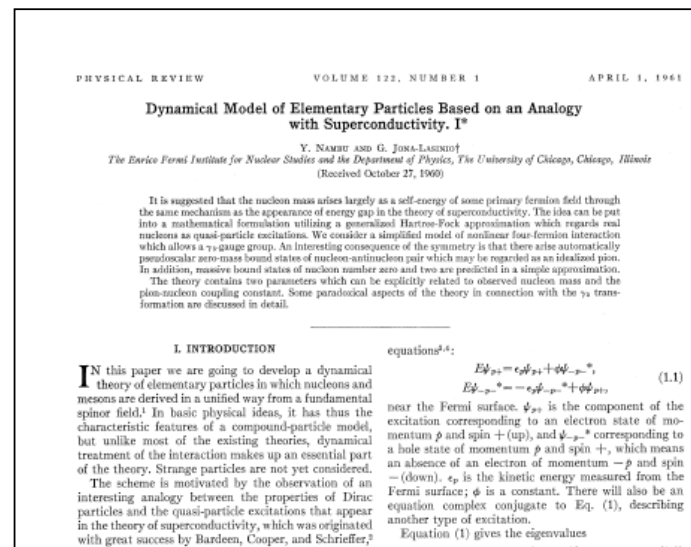 PHYSICAL REVIEW VOLUME 122, NUMBER 1 APRIL 1, 1961
Dynamical Model of Elementary Particles Based on an Analogy
with Superconductivity. I*
Y. NAMBU AND G. JONA-LASINIO†
The Enrico Fermi Institute for Nuclear Studies and the Department of Physics, The University of Chicago, Chicago, Illinois
(Received October 27, 1960)
It is suggested that the nucleon mass arises largely as a self-energy of some primary fermion field through
the same mechanism as the appearance of energy gap in the theory of superconductivity. The idea can be put
into a mathematical formulation utilizing a generalized Hartree-Fock approximation which regards real
nucleons as quasi-particle excitations. We consider a simplified model of nonlinear four-fermion interaction
which allows a γ₅-gauge group. An interesting consequence of the symmetry is that there arise automatically
pseudoscalar zero-mass bound states of nucleon-antinucleon pair which may be regarded as an idealized pion.
In addition, massive bound states of nucleon number zero and two are predicted in a simple approximation.
The theory contains two parameters which can be explicitly related to observed nucleon mass and the
pion-nucleon coupling constant. Some paradoxical aspects of the theory in connection with the γ₅ trans-
formation are discussed in detail.
I. INTRODUCTION
IN this paper we are going to develop a dynamical
theory of elementary particles in which nucleons and
mesons are derived in a unified way from a fundamental
spinor field.¹ In basic physical ideas, it has thus the
characteristic features of a compound-particle model,
but unlike most of the existing theories, dynamical
treatment of the interaction makes up an essential part
of the theory. Strange particles are not yet considered.
The scheme is motivated by the observation of an
interesting analogy between the properties of Dirac
particles and the quasi-particle excitations that appear
in the theory of superconductivity, which was originated
with great success by Bardeen, Cooper, and Schrieffer,²
equations³,⁴:
Eψₚ₊=εₚψₚ₊+φψ₋ₚ₋*,
Eψ₋ₚ₋*=−εₚψ₋ₚ₋*+φψₚ₊, (1.1)
near the Fermi surface. ψₚ₊ is the component of the
excitation corresponding to an electron state of mo-
mentum p and spin +(up), and ψ₋ₚ₋* corresponding to
a hole state of momentum p and spin +, which means
an absence of an electron of momentum −p and spin
−(down). εₚ is the kinetic energy measured from the
Fermi surface; φ is a constant. There will also be an
equation complex conjugate to Eq. (1), describing
another type of excitation.
Equation (1) gives the eigenvalues